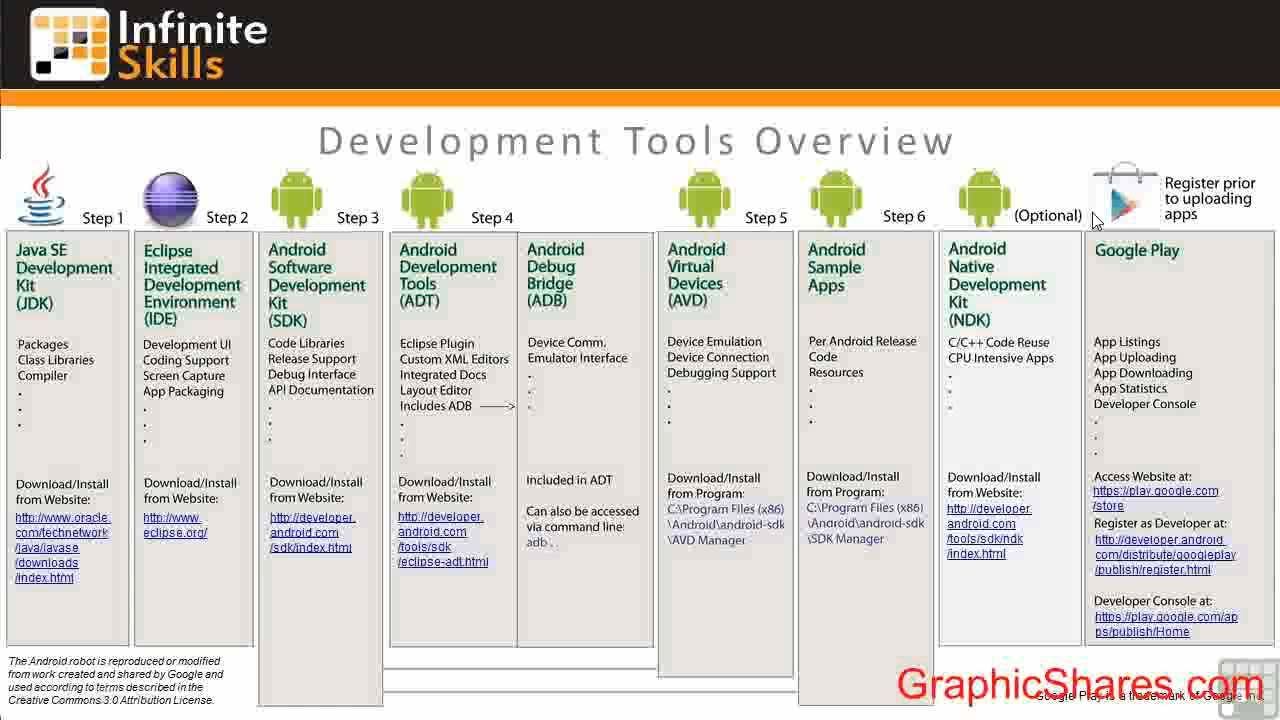 Infinite
Skills
Development Tools Overview
Step 1
Step 2
Step 3
Step 4
Step 5
Step 6
(Optional)
Register prior
to uploading
apps
Java SE
Development
Kit
(JDK)
Packages
Class Libraries
Compiler
.
.
.
Download/Install
from Website:
http://www.oracle.
com/technetwork
/java/javase
/downloads
/index.html
Eclipse
Integrated
Development
Environment
(IDE)
Development UI
Coding Support
Screen Capture
App Packaging
.
.
.
Download/Install
from Website:
http://www.
eclipse.org/
Android
Software
Development
Kit
(SDK)
Code Libraries
Release Support
Debug Interface
API Documentation
.
.
.
Download/Install
from Website:
http://developer.
android.com
/sdk/index.html
Android
Development
Tools
(ADT)
Eclipse Plugin
Custom XML Editors
Integrated Docs
Layout Editor
Includes ADB
.
.
.
Download/Install
from Website:
http://developer.
android.com
/tools/sdk
/eclipse-adt.html
Android
Debug
Bridge
(ADB)
Device Comm.
Emulator Interface
.
.
.
Included in ADT
Can also be accessed
via command line:
adb . .
Android
Virtual
Devices
(AVD)
Device Emulation
Device Connection
Debugging Support
.
.
.
Download/Install
from Program:
C:\Program Files (x86)
\Android\android-sdk
\AVD Manager
Android
Sample
Apps
Per Android Release
Code
Resources
.
.
.
Download/Install
from Program:
C:\Program Files (x86)
\Android\android-sdk
\SDK Manager
Android
Native
Development
Kit
(NDK)
C/C++ Code Reuse
CPU Intensive Apps
.
.
.
Download/Install
from Website:
http://developer.
android.com
/tools/sdk/ndk
/index.html
Google Play
App Listings
App Uploading
App Downloading
App Statistics
Developer Console
.
.
.
Access Website at:
https://play.google.com
/store
Register as Developer at:
http://developer.android.
com/distribute/googleplay
/publish/register.html
Developer Console at:
https://play.google.com/ap
ps/publish/Home
The Android robot is reproduced or modified
from work created and shared by Google and
used according to terms described in the
Creative Commons 3.0 Attribution License.
GraphicShares.com
Google Play is a trademark of Google Inc.